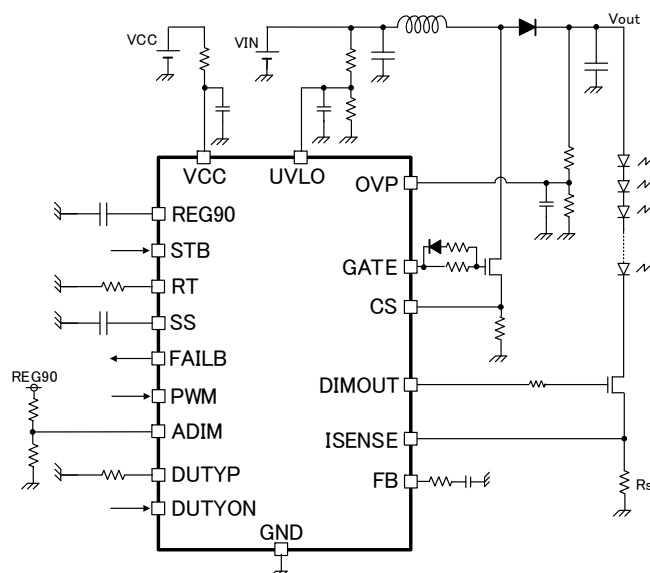 VCC
VIN
Vout
VCC
UVLO
OVP
REG90
STB
GATE
RT
CS
SS
FAILB
REG90
PWM
DIMOUT
ADIM
ISENSE
DUTYP
FB
Rs
DUTYON
GND